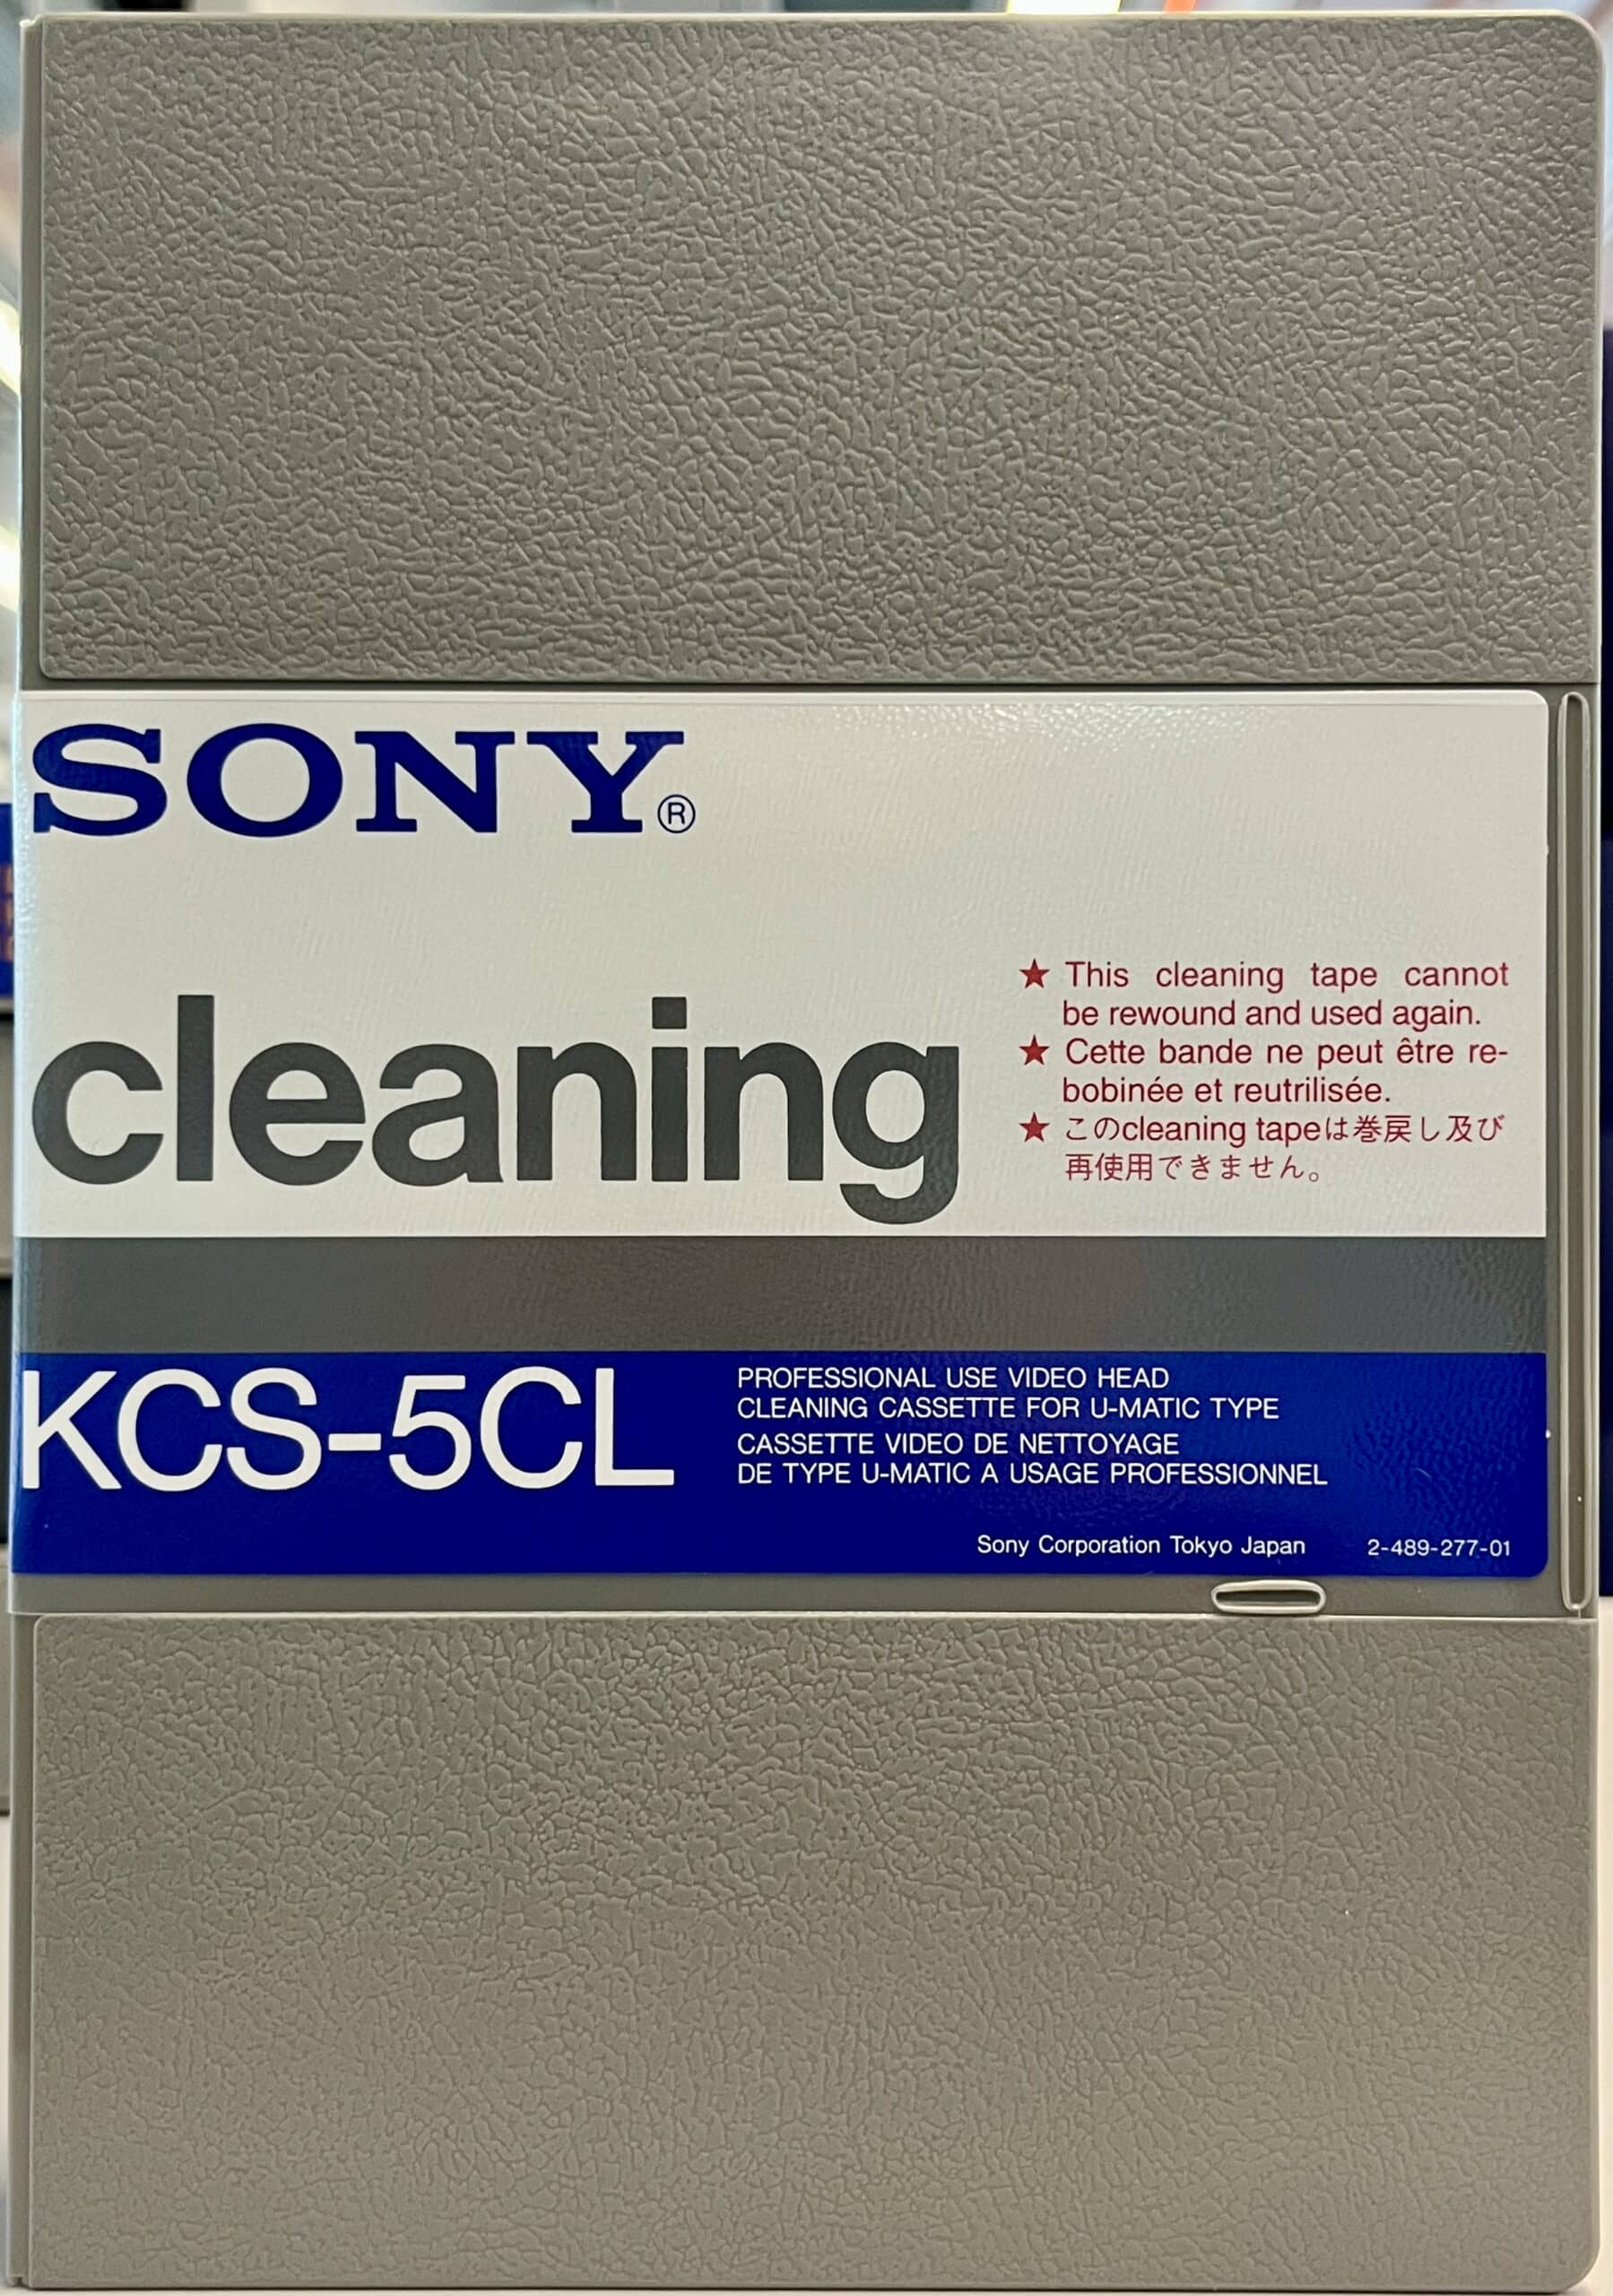 SONY®
cleaning
★ This cleaning tape cannot
be rewound and used again.
★ Cette bande ne peut être re-
bobinée et reutrilisée.
★ このcleaning tapeは巻戻し及び
再使用できません。
KCS-5CL
PROFESSIONAL USE VIDEO HEAD
CLEANING CASSETTE FOR U-MATIC TYPE
CASSETTE VIDEO DE NETTOYAGE
DE TYPE U-MATIC A USAGE PROFESSIONNEL
Sony Corporation Tokyo Japan 2-489-277-01